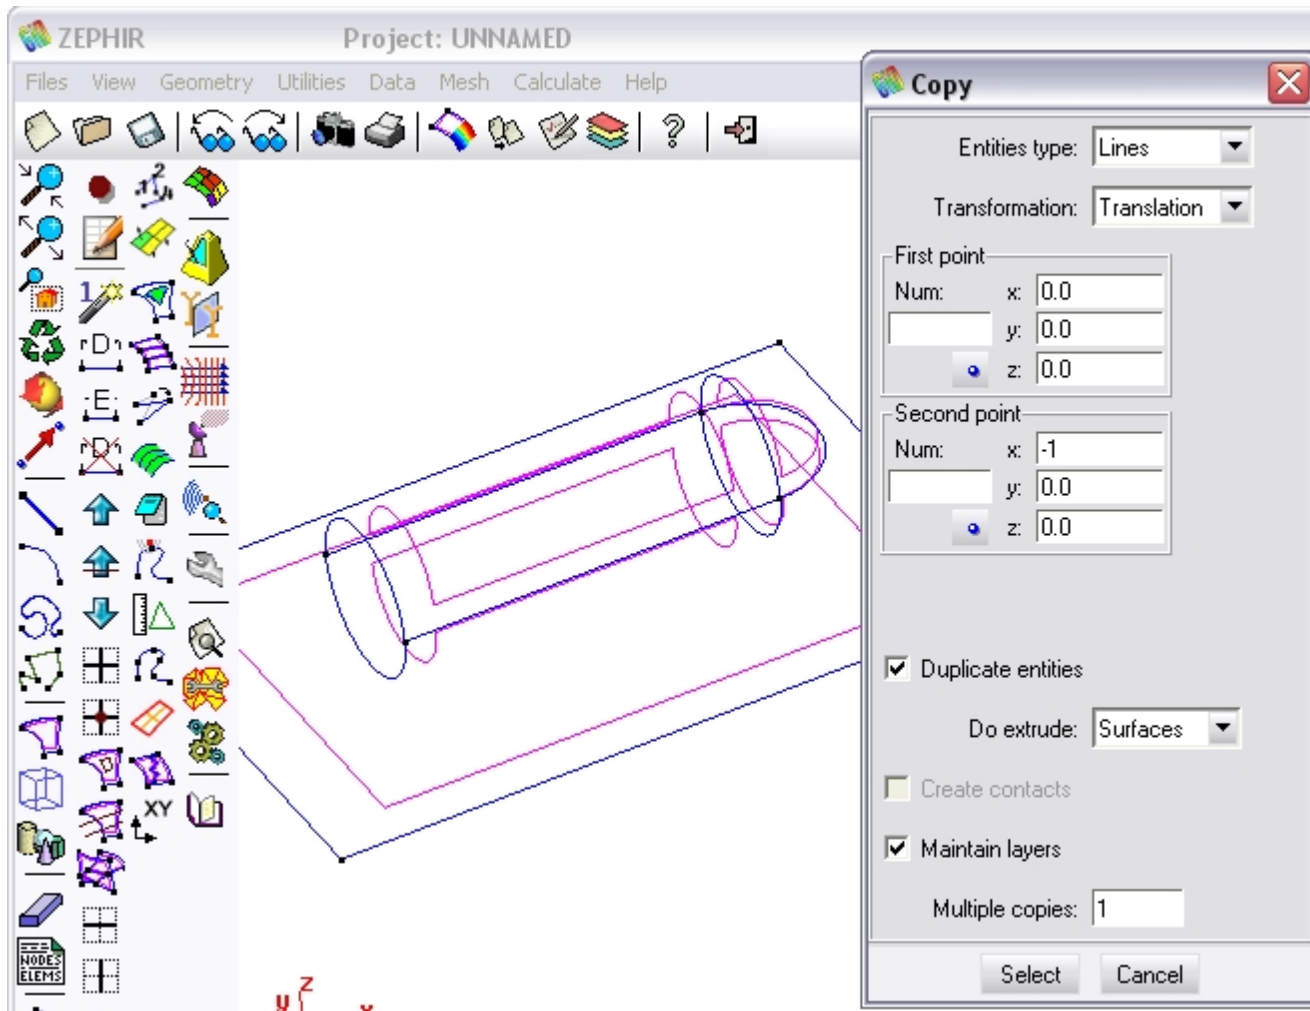 ZEPHIR Project: UNNAMED
Files View Geometry Utilities Data Mesh Calculate Help
Copy
Entities type: Lines
Transformation: Translation
First point
Num: x: 0.0
y: 0.0
z: 0.0
Second point
Num: x: -1
y: 0.0
z: 0.0
Duplicate entities
Do extrude: Surfaces
Create contacts
Maintain layers
Multiple copies: 1
Select Cancel
?
2
1
D
E
D
XY
NODES
ELEMS
z
y
x